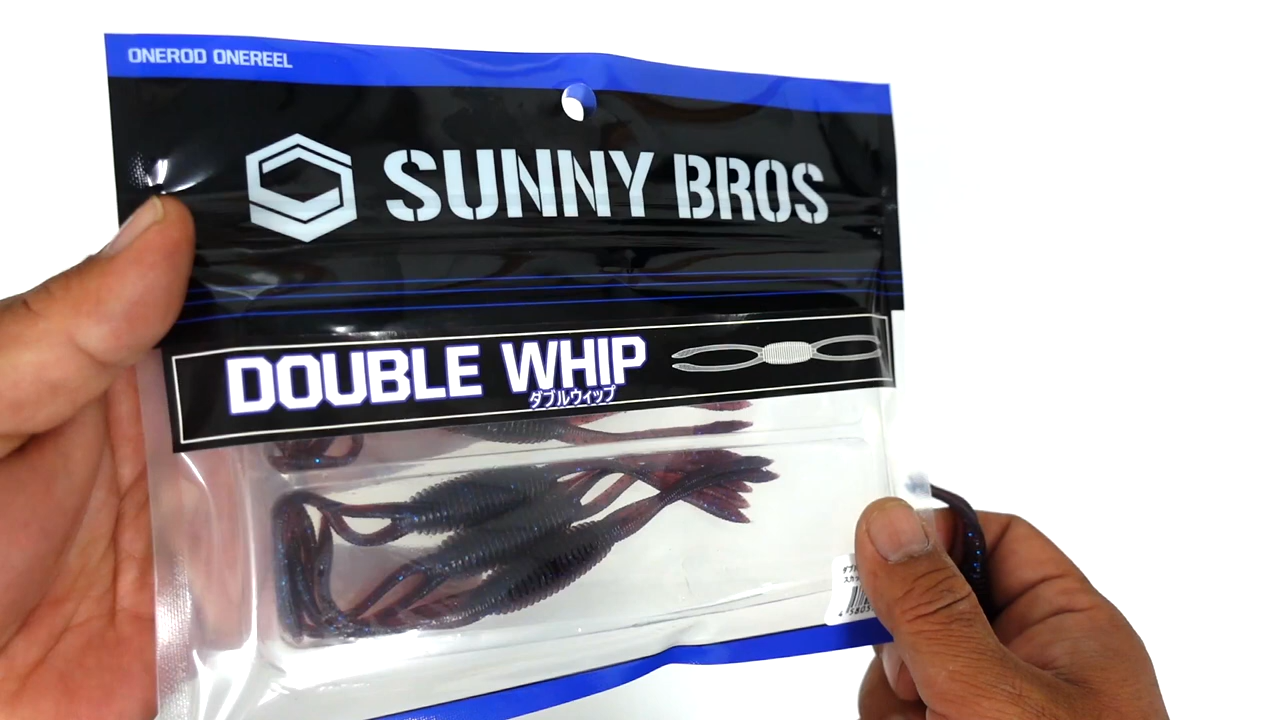 ONEROD ONEREEL
SUNNY BROS
DOUBLE WHIP
ダブルウィップ